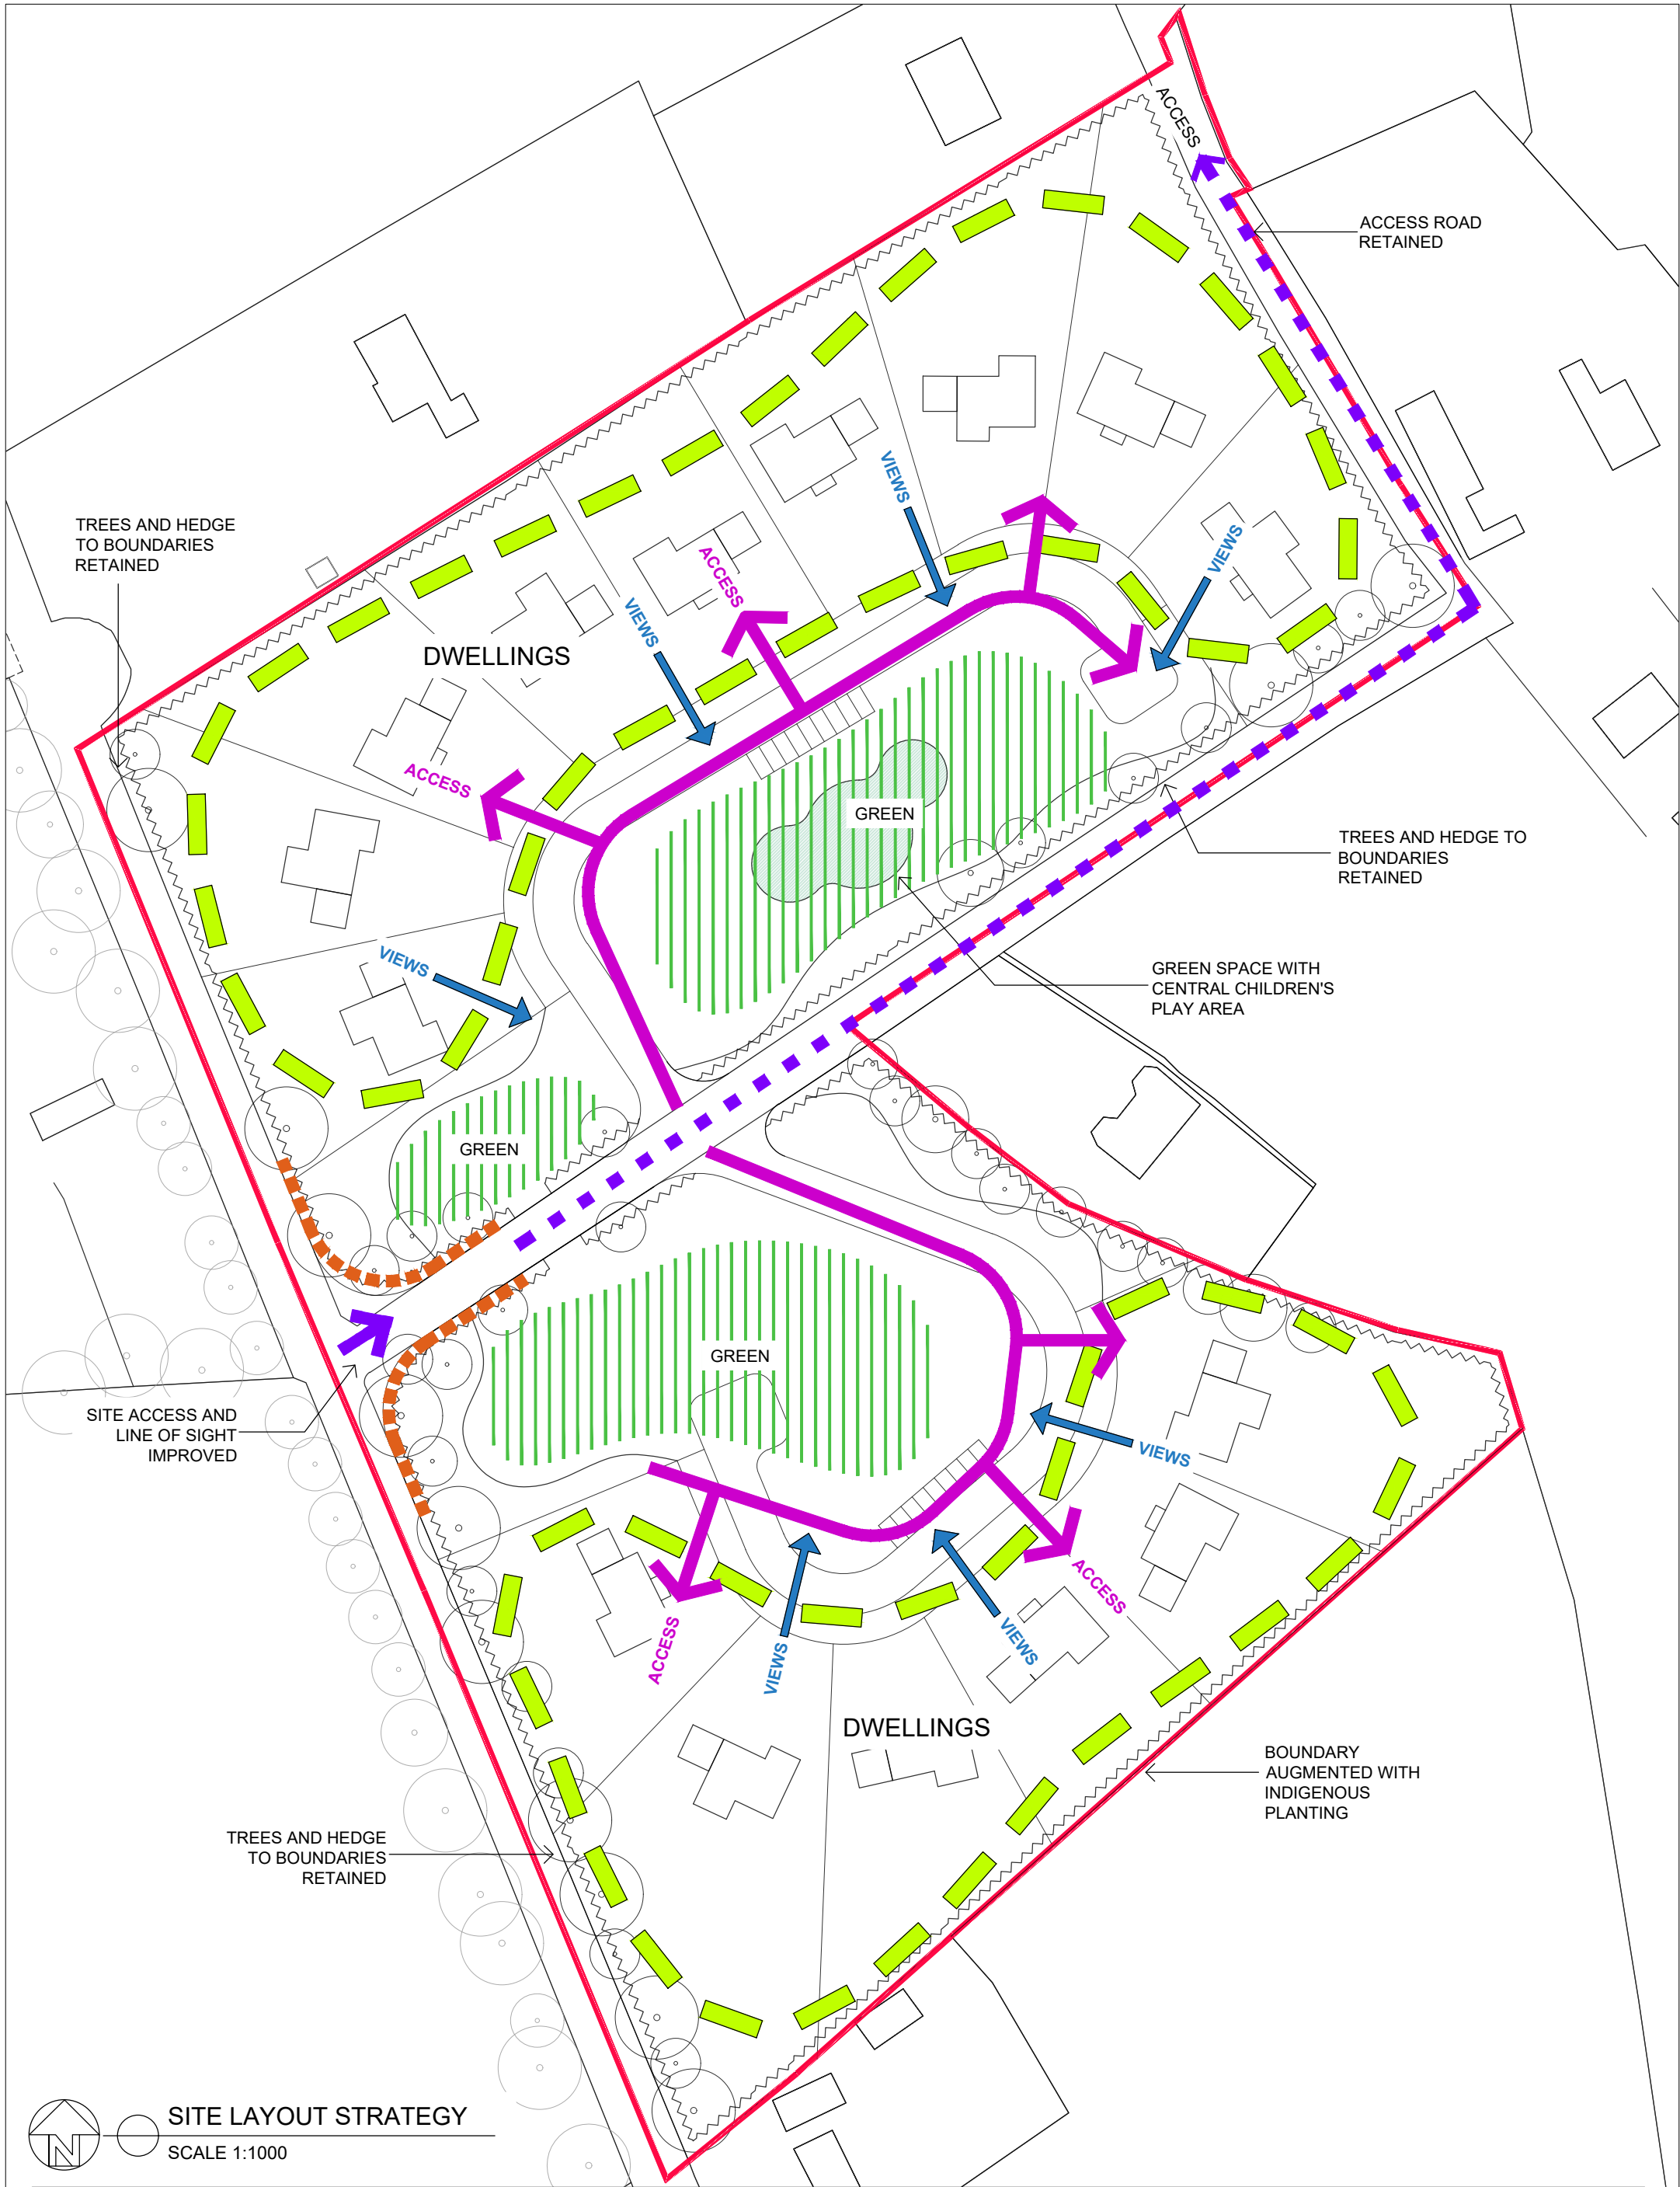 ACCESS
ACCESS ROAD
RETAINED
VIEWS
TREES AND HEDGE
TO BOUNDARIES
RETAINED
VIEWS
ACCESS
VIEWS
DWELLINGS
ACCESS
GREEN
TREES AND HEDGE TO
BOUNDARIES
RETAINED
VIEWS
GREEN SPACE WITH
CENTRAL CHILDREN'S
PLAY AREA
GREEN
GREEN
SITE ACCESS AND
LINE OF SIGHT
IMPROVED
VIEWS
ACCESS
ACCESS
VIEWS
VIEWS
DWELLINGS
BOUNDARY
AUGMENTED WITH
INDIGENOUS
PLANTING
TREES AND HEDGE
TO BOUNDARIES
RETAINED
N
SITE LAYOUT STRATEGY
SCALE 1:1000